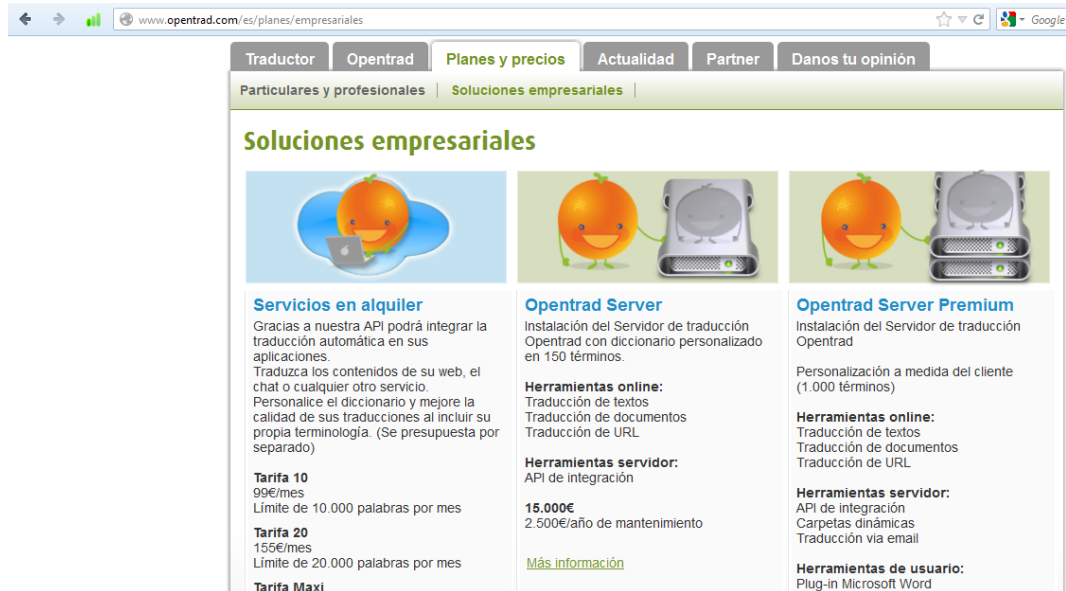 www.opentrad.com/es/planes/empresariales
Google
Traductor
Opentrad
Planes y precios
Actualidad
Partner
Danos tu opinión
Particulares y profesionales
Soluciones empresariales
Soluciones empresariales
Servicios en alquiler
Gracias a nuestra API podrá integrar la
traducción automática en sus
aplicaciones.
Traduzca los contenidos de su web, el
chat o cualquier otro servicio.
Personalice el diccionario y mejore la
calidad de sus traducciones al incluir su
propia terminología. (Se presupuesta por
separado)
Tarifa 10
99€/mes
Límite de 10.000 palabras por mes
Tarifa 20
155€/mes
Límite de 20.000 palabras por mes
Tarifa Maxi
Opentrad Server
Instalación del Servidor de traducción
Opentrad con diccionario personalizado
en 150 términos.
Herramientas online:
Traducción de textos
Traducción de documentos
Traducción de URL
Herramientas servidor:
API de integración
15.000€
2.500€/año de mantenimiento
Más información
Opentrad Server Premium
Instalación del Servidor de traducción
Opentrad
Personalización a medida del cliente
(1.000 términos)
Herramientas online:
Traducción de textos
Traducción de documentos
Traducción de URL
Herramientas servidor:
API de integración
Carpetas dinámicas
Traducción via email
Herramientas de usuario:
Plug-in Microsoft Word